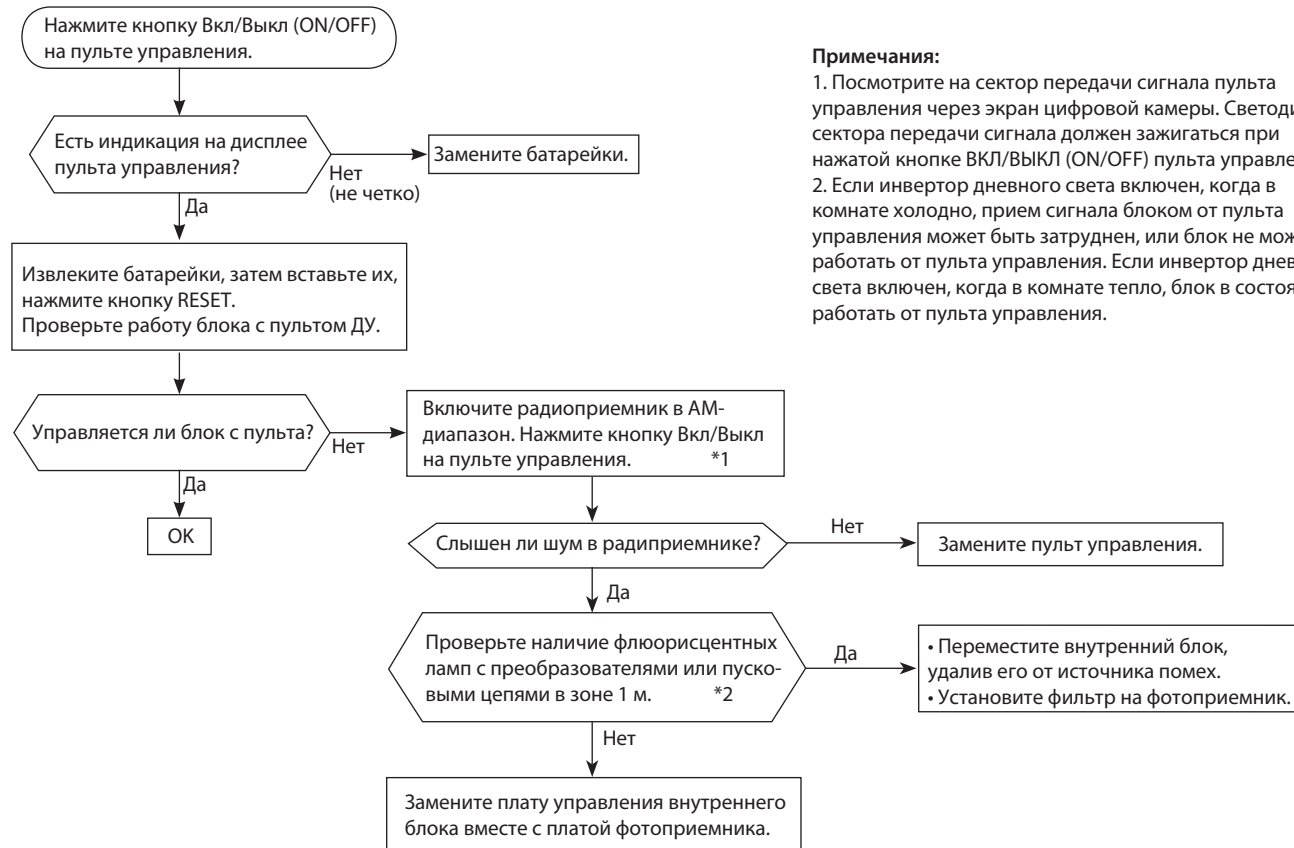 Нажмите кнопку Вкл/Выкл (ON/OFF)
на пульте управления.
Есть индикация на дисплее
пульта управления?
Нет
(не четко)
Замените батарейки.
Да
Извлеките батарейки, затем вставьте их,
нажмите кнопку RESET.
Проверьте работу блока с пультом ДУ.
Управляется ли блок с пульта?
Нет
Да
OK
Включите радиоприемник в АМ-
диапазон. Нажмите кнопку Вкл/Выкл
на пульте управления. *1
Слышен ли шум в радиприемнике?
Нет
Замените пульт управления.
Да
Проверьте наличие флюорисцентных
ламп с преобразователями или пуско-
выми цепями в зоне 1 м. *2
Да
• Переместите внутренний блок,
удалив его от источника помех.
• Установите фильтр на фотоприемник.
Нет
Замените плату управления внутреннего
блока вместе с платой фотоприемника.
Примечания:
1. Посмотрите на сектор передачи сигнала пульта
управления через экран цифровой камеры.
сектора передачи сигнала должен зажигаться при
нажатой кнопке ВКЛ/ВЫКЛ (ON/OFF) пульта
2. Если инвертор дневного света включен, когда в
комнате холодно, прием сигнала блоком от пульта
управления может быть затруднен, или блок не
работать от пульта управления. Если инвертор
света включен, когда в комнате тепло, блок в
работать от пульта управления.